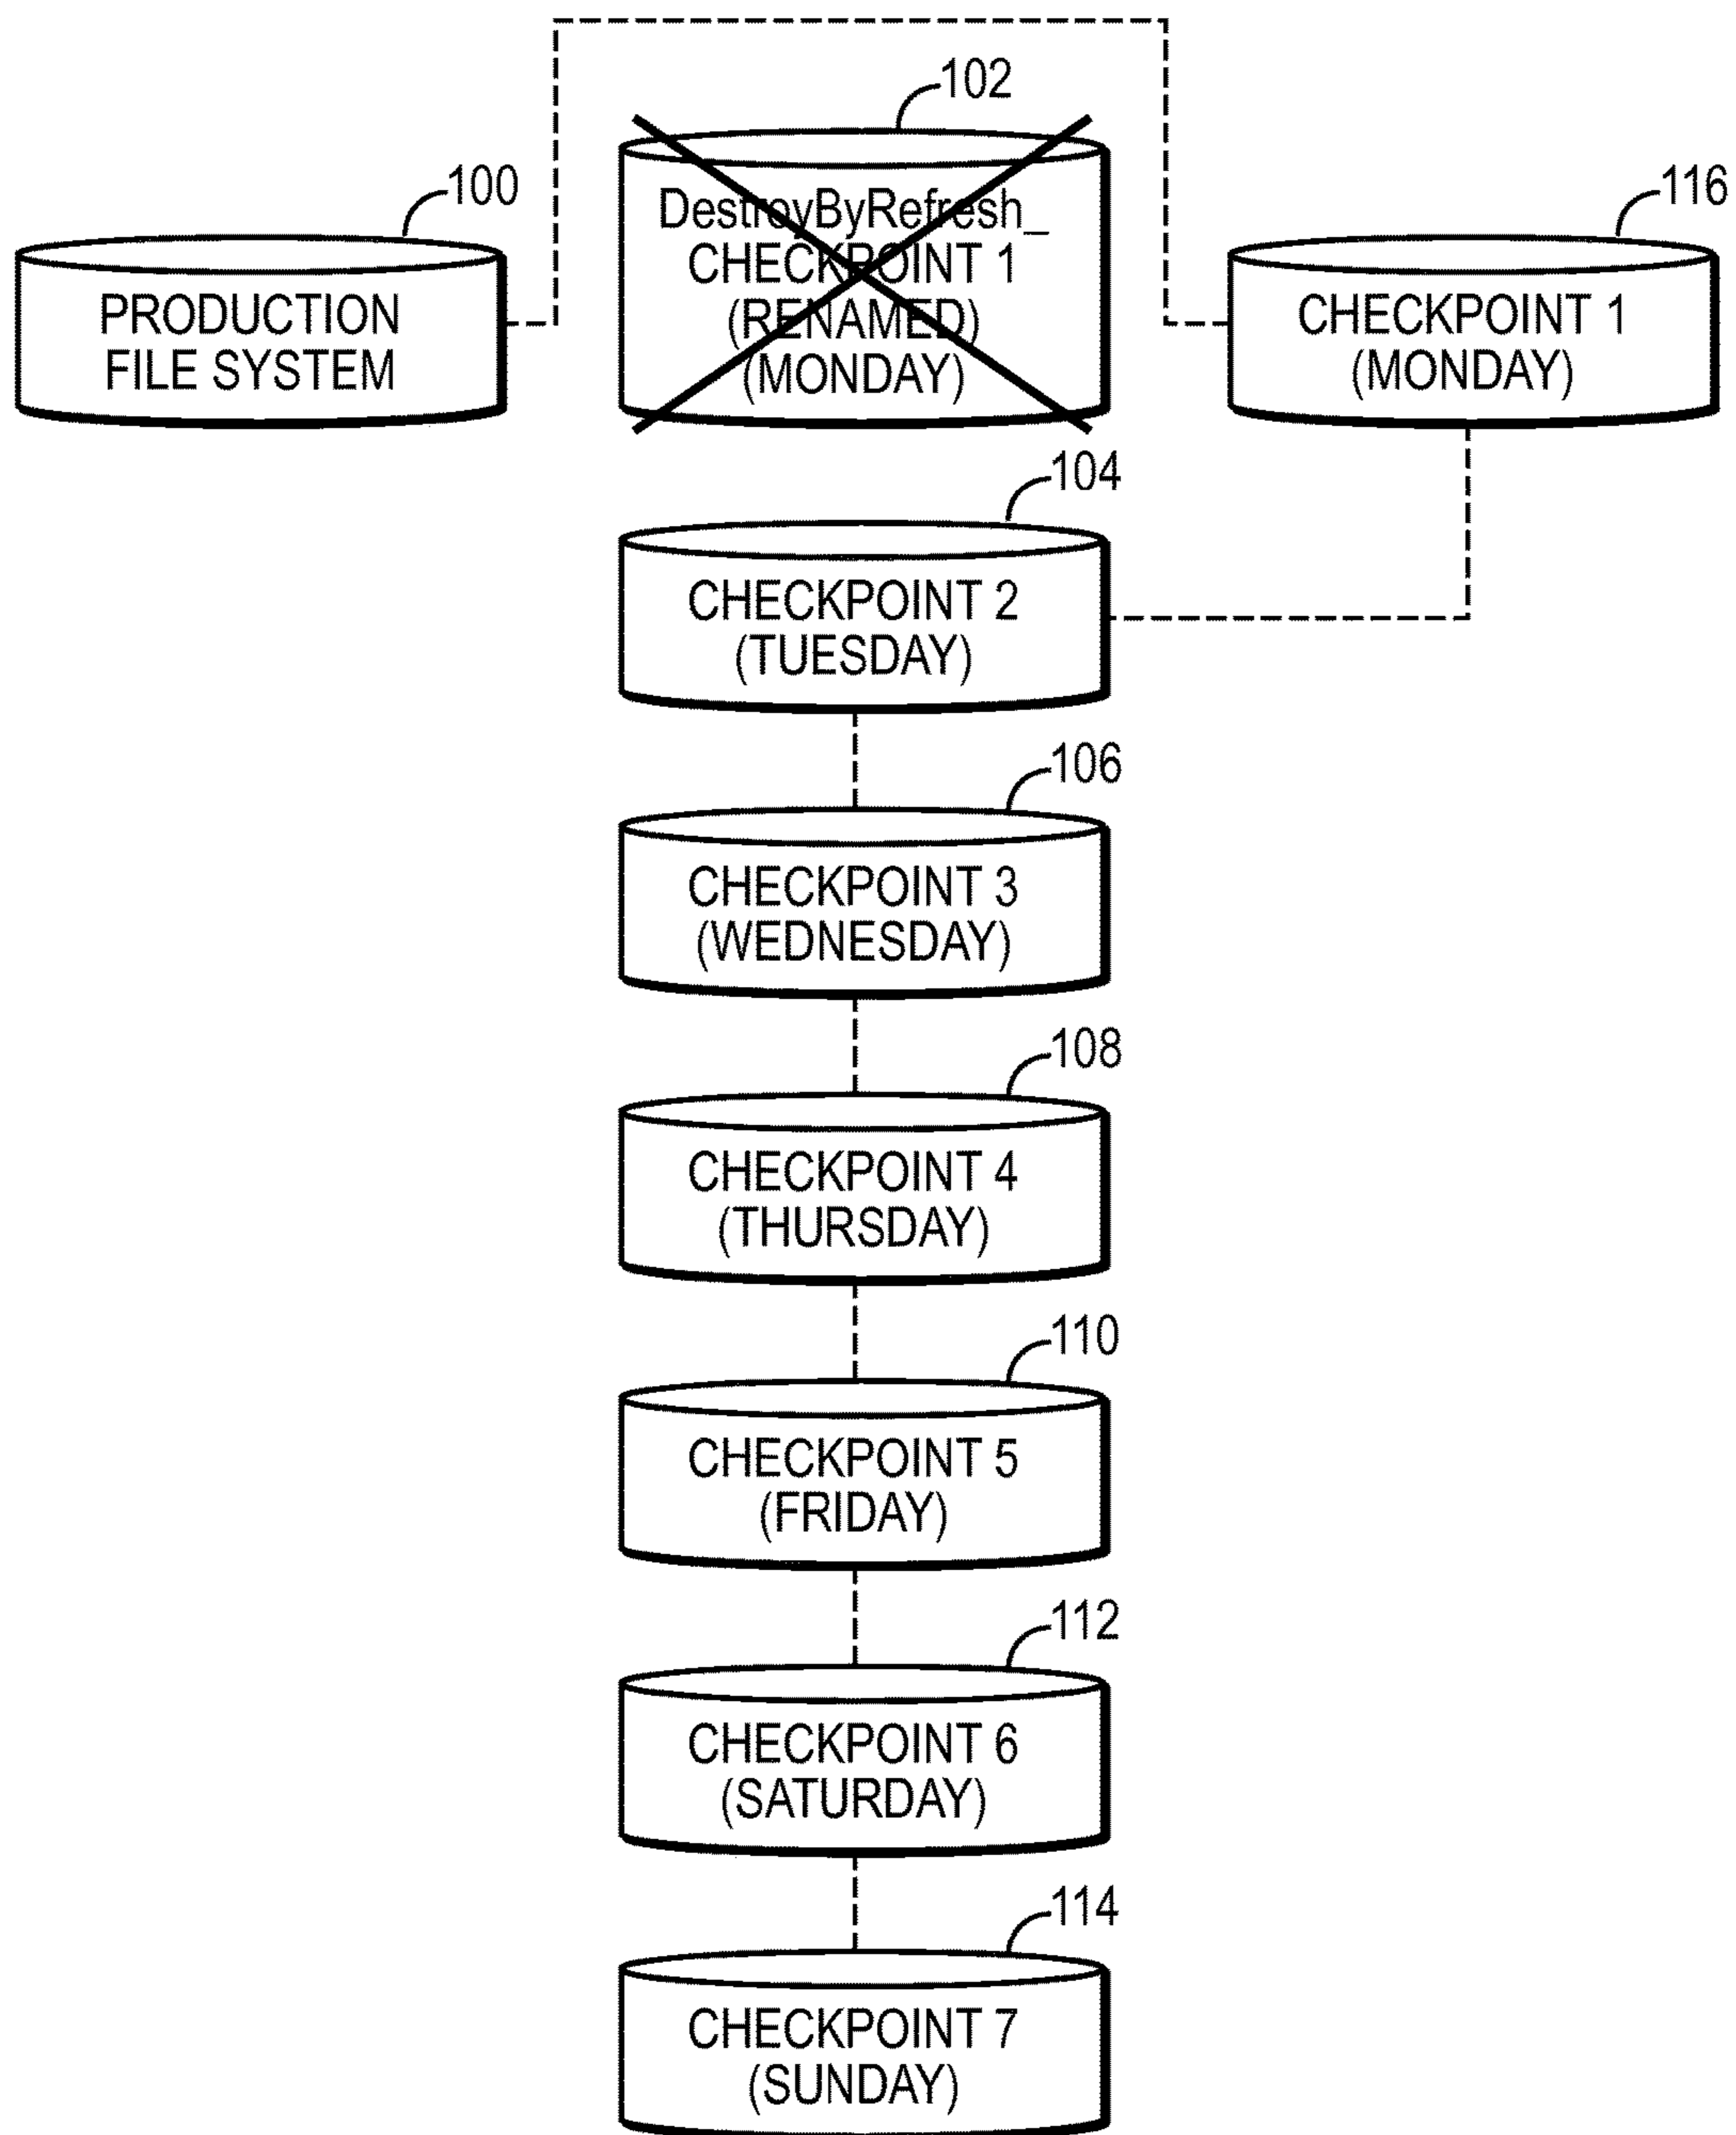 102
100
116
DestroyByRefresh_
CHECKPOINT 1
(RENAMED)
(MONDAY)
PRODUCTION
FILE SYSTEM
CHECKPOINT 1
(MONDAY)
104
CHECKPOINT 2
(TUESDAY)
106
CHECKPOINT 3
(WEDNESDAY)
108
CHECKPOINT 4
(THURSDAY)
110
CHECKPOINT 5
(FRIDAY)
112
CHECKPOINT 6
(SATURDAY)
114
CHECKPOINT 7
(SUNDAY)